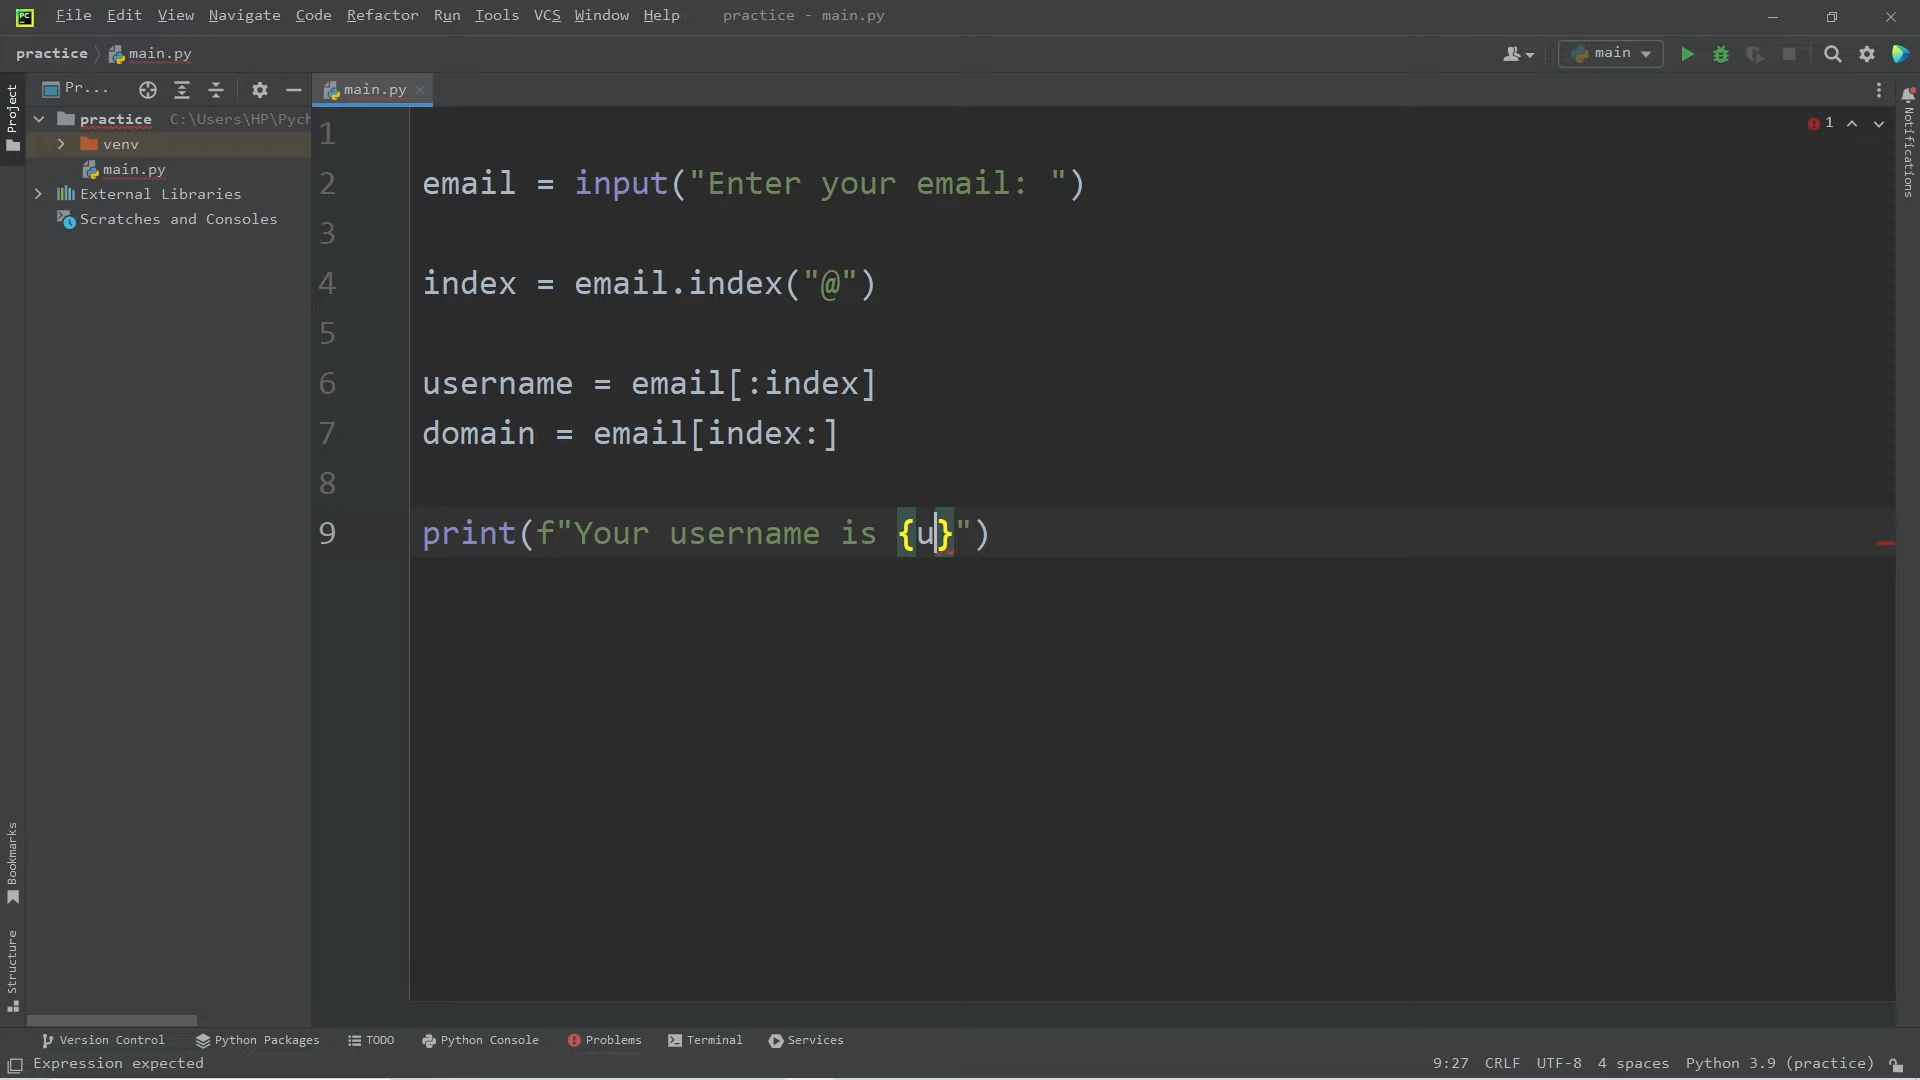 PC File Edit View Navigate Code Refactor Run Tools VCS Window Help practice - main.py
practice main.py main
Project Pr... main.py
practice C:\Users\HP\Pych
venv
main.py
External Libraries
Scratches and Consoles
1
2 email = input("Enter your email: ")
3
4 index = email.index("@")
5
6 username = email[:index]
7 domain = email[index:]
8
9 print(f"Your username is {u}")
1
Notifications
Bookmarks
Structure
Version Control Python Packages TODO Python Console Problems Terminal Services
Expression expected 9:27 CRLF UTF-8 4 spaces Python 3.9 (practice)